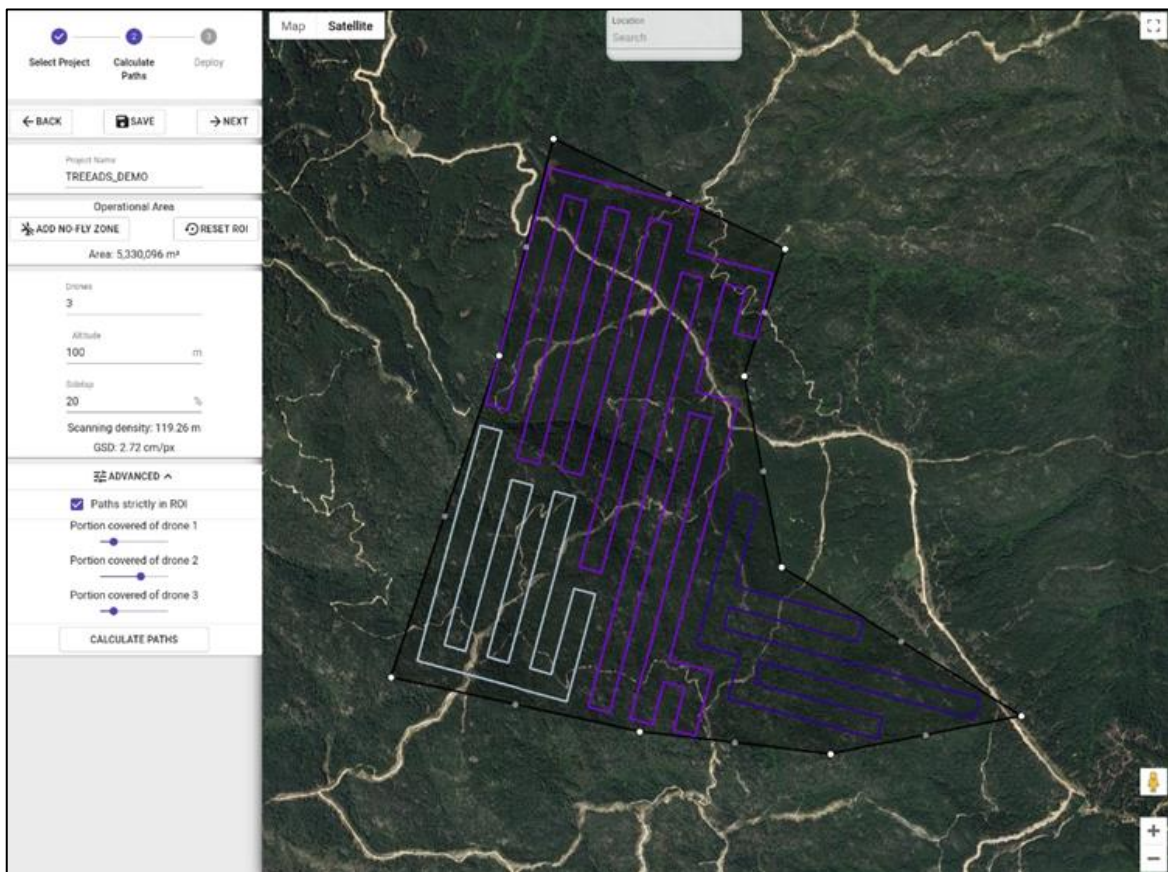 Select Project
2
Calculate
Paths
3
Deploy
BACK
SAVE
NEXT
Project Name
TREEADS_DEMO
Operational Area
ADD NO-FLY ZONE
RESET ROI
Area: 5,330,096 m²
Drones
3
Altitude
100 m
Sidelap
20 %
Scanning density: 119.26 m
GSD: 2.72 cm/px
ADVANCED
Paths strictly in ROI
Portion covered of drone 1
Portion covered of drone 2
Portion covered of drone 3
CALCULATE PATHS
Map Satellite
Location
Search